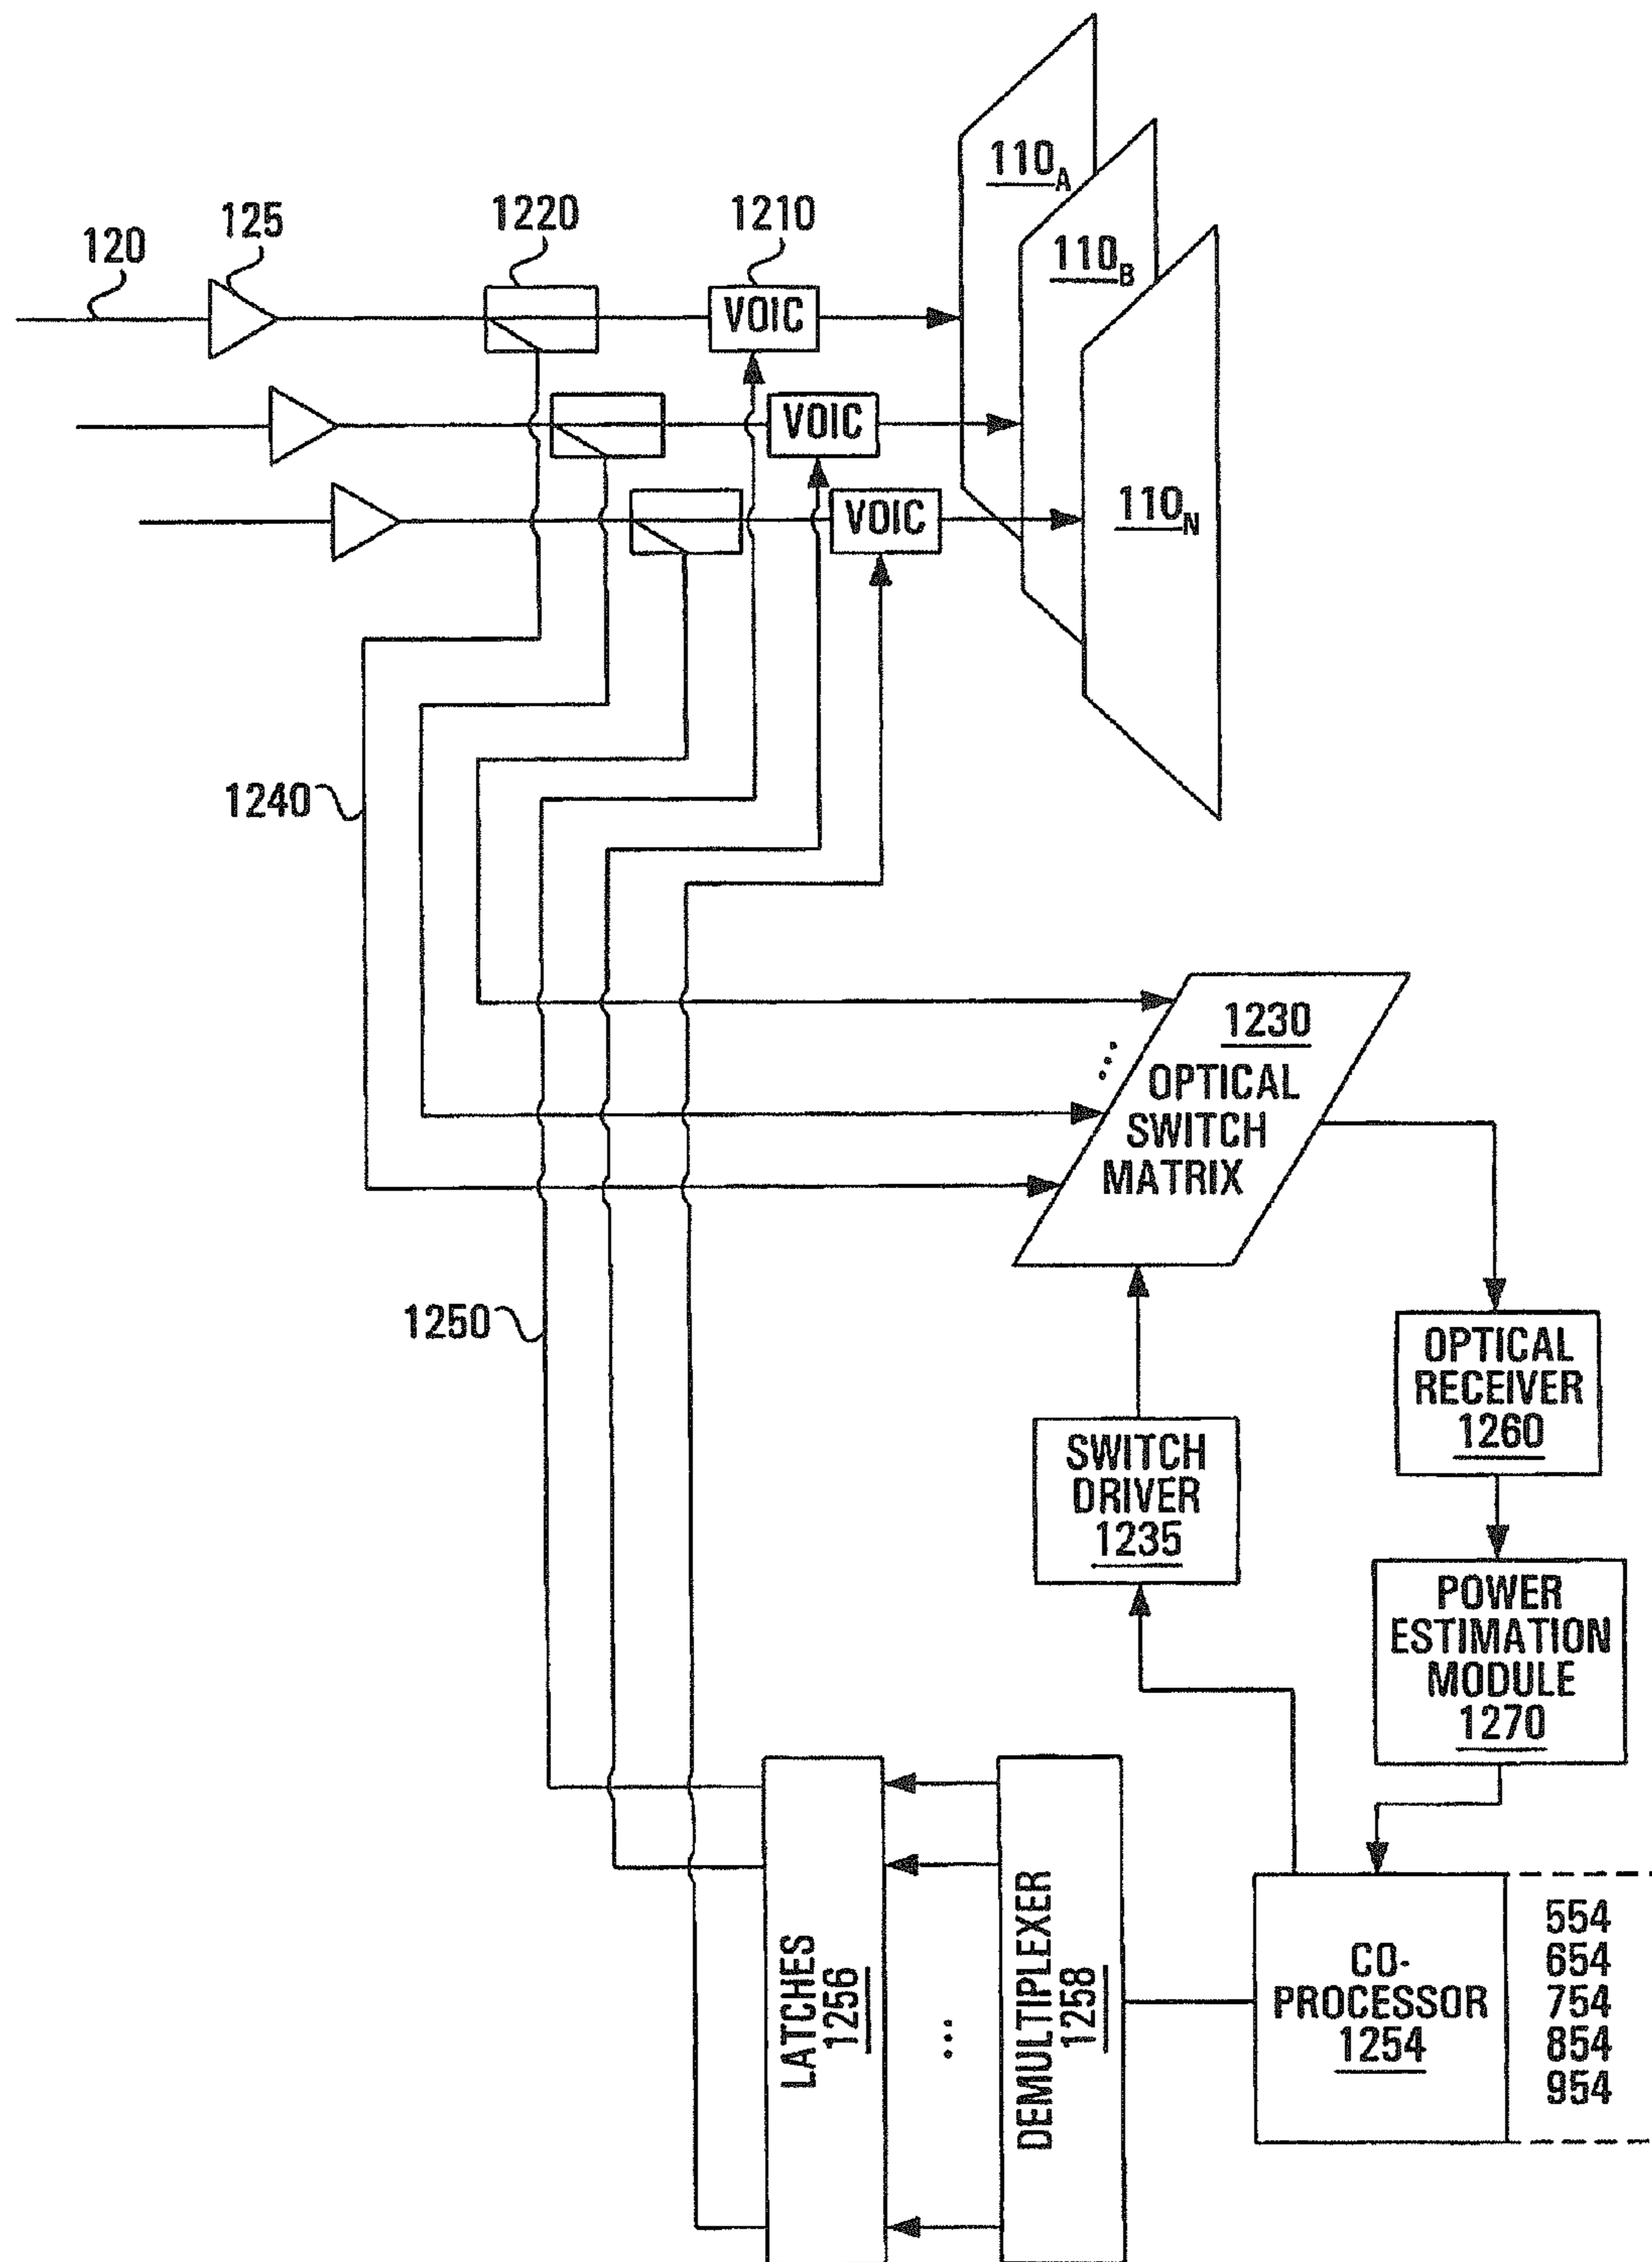 110A
120
125
1220
1210
110B
VOIC
VOIC
110N
VOIC
1240
1230
OPTICAL
SWITCH
MATRIX
1250
OPTICAL
RECEIVER
1260
SWITCH
DRIVER
1235
POWER
ESTIMATION
MODULE
1270
LATCHES
1256
...
DEMULTIPLEXER
1258
CO-
PROCESSOR
1254
554
654
754
854
954